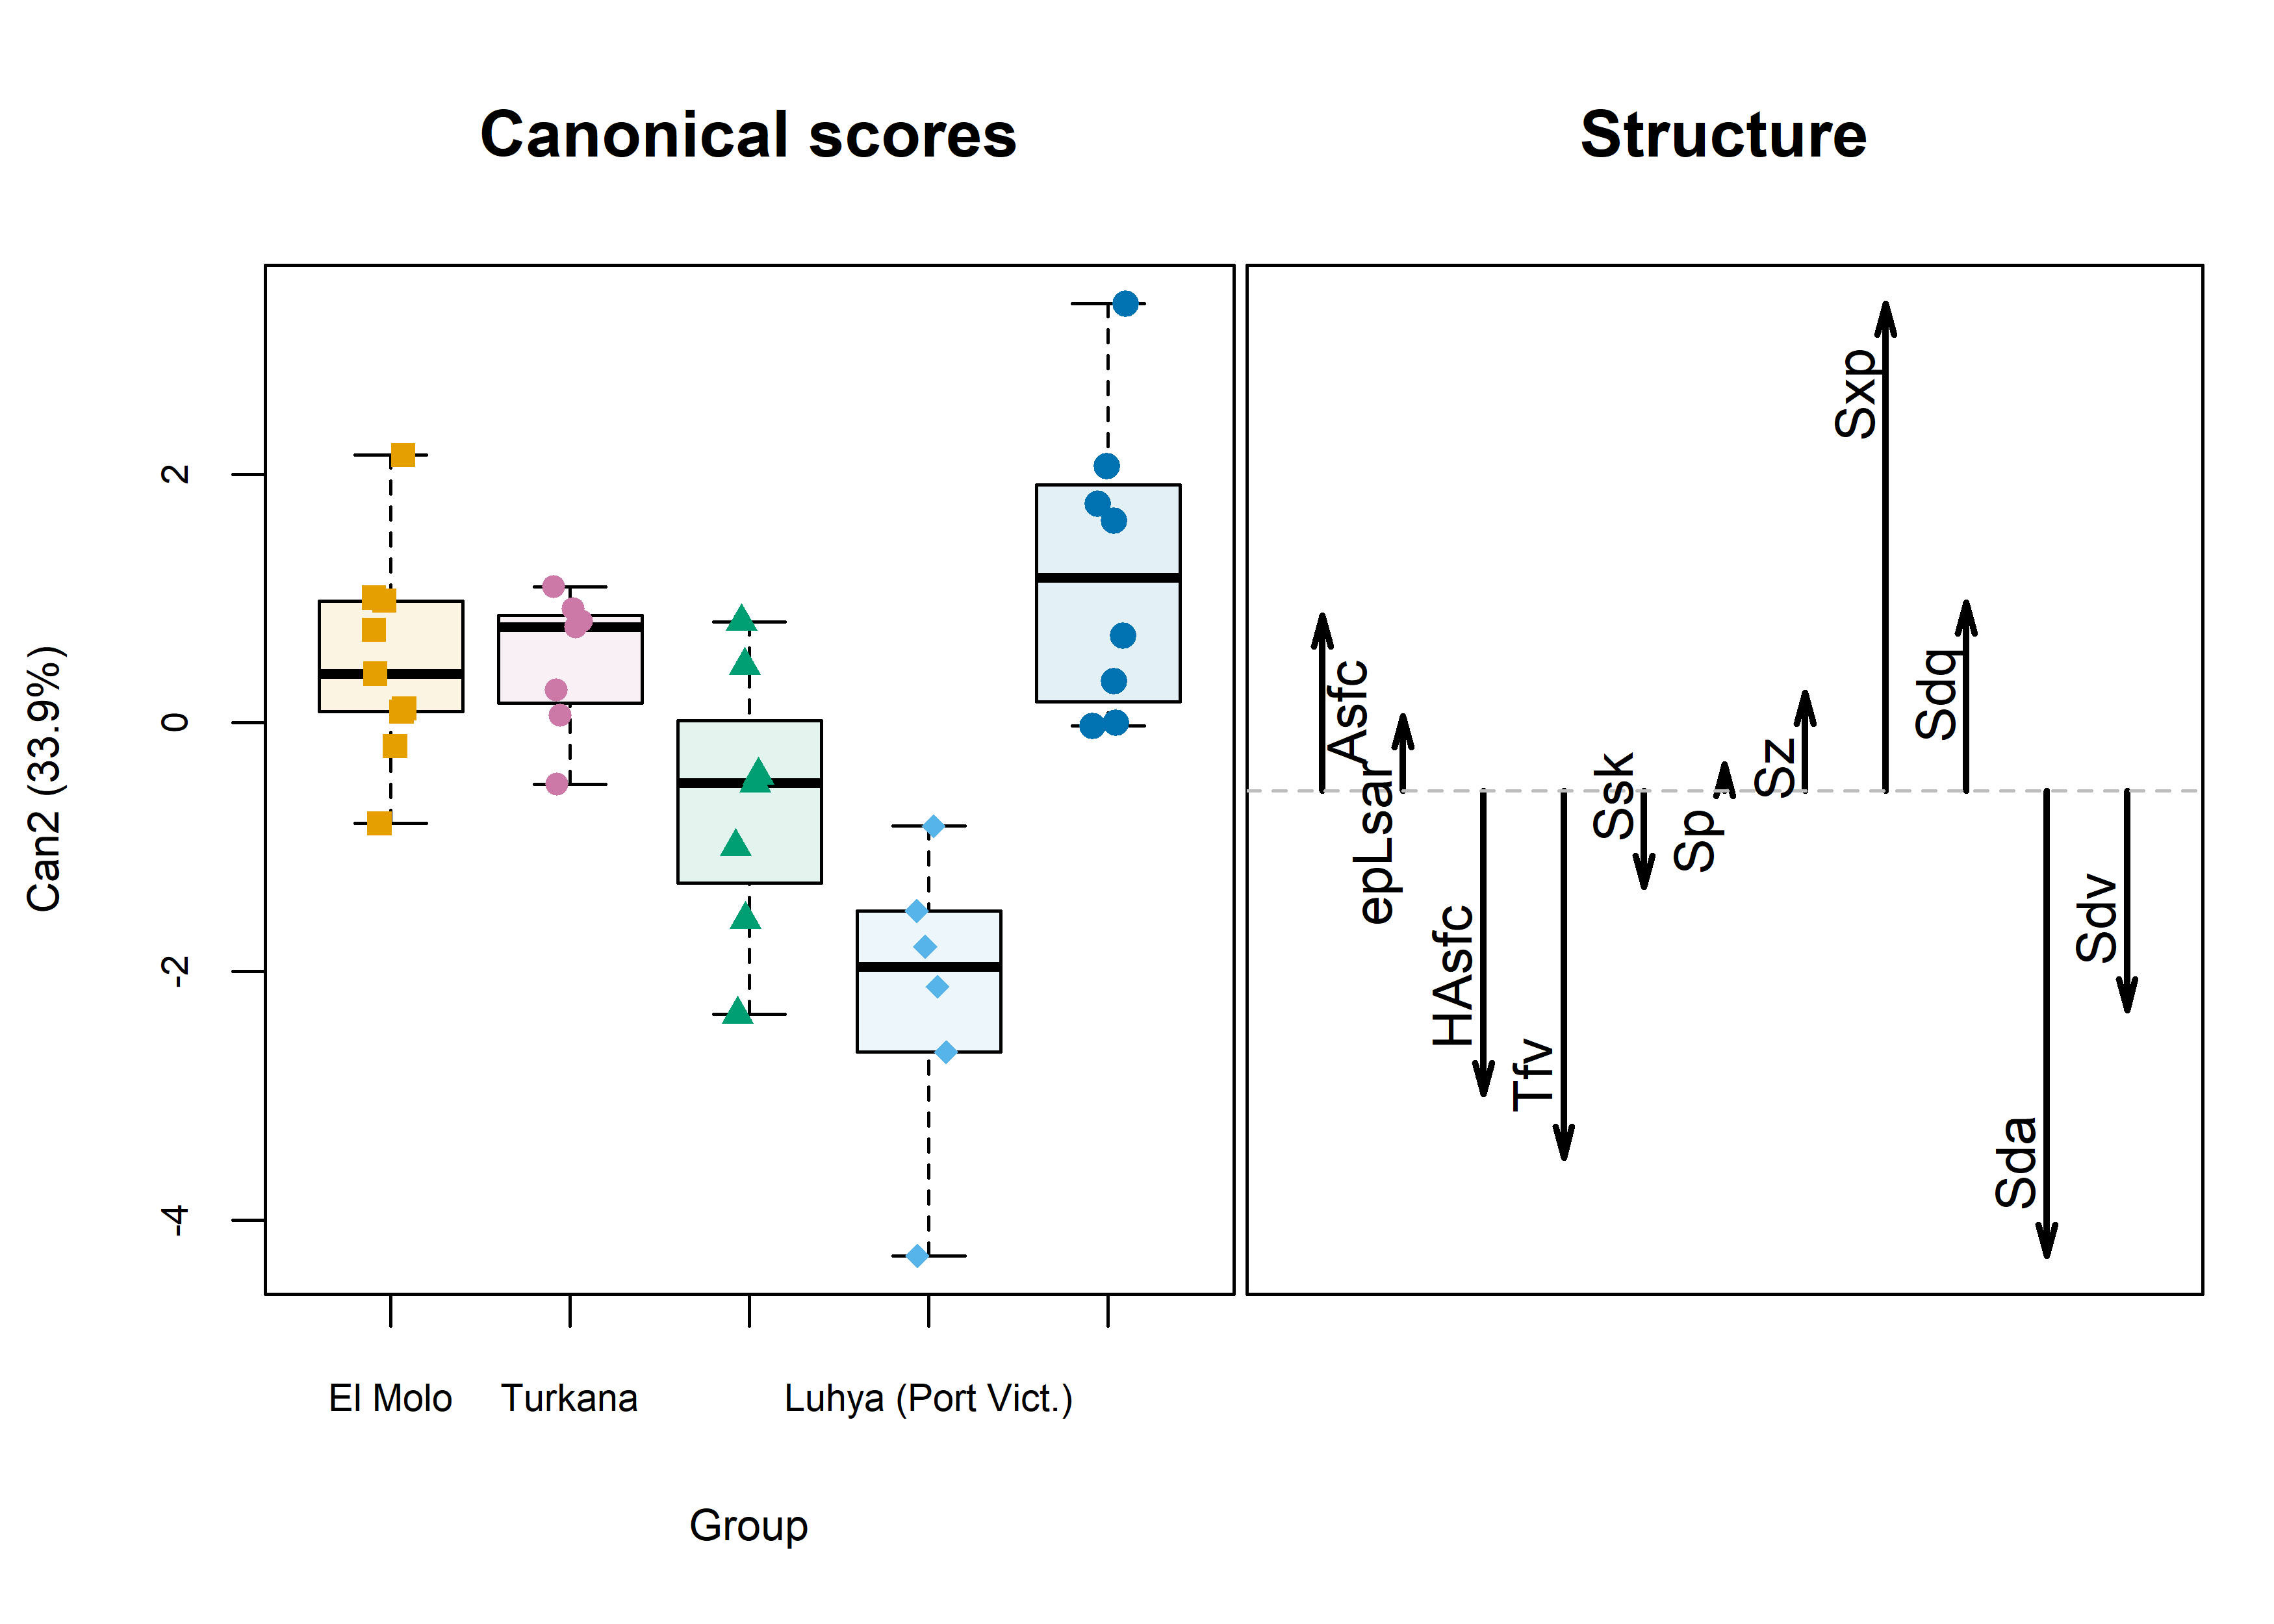 Canonical scores
Structure
Can2 (33.9%)
2
0
-2
-4
El Molo
Turkana
Luhya (Port Vict.)
Group
Asfc
epLsar
HAsfc
Tfv
Ssk
Sp
Sz
Sxp
Sdq
Sda
Sdv